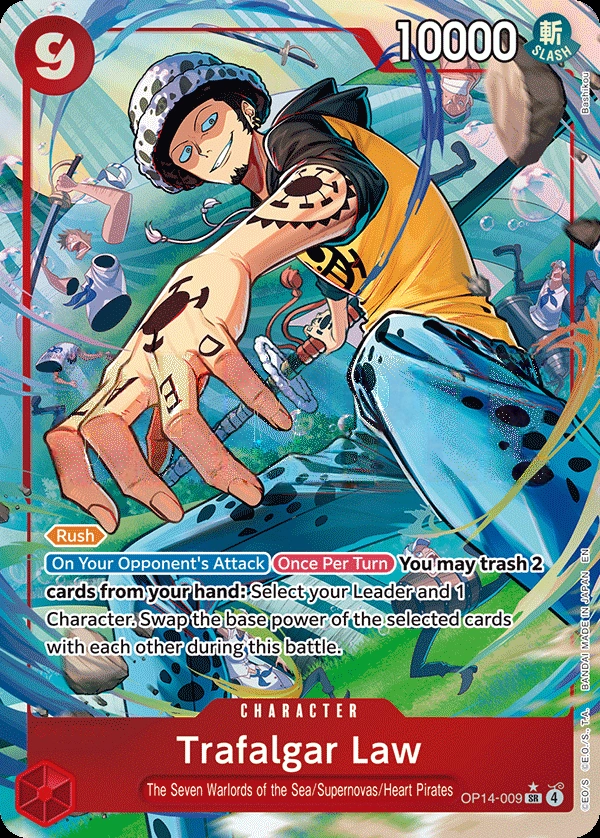 9
10000
斬
SLASH
Bashikou
D
B
Rush
On Your Opponent's Attack Once Per Turn You may trash 2
cards from your hand: Select your Leader and 1
Character. Swap the base power of the selected cards
with each other during this battle.
CHARACTER
Trafalgar Law
The Seven Warlords of the Sea/Supernovas/Heart Pirates
OP14-009 SR 4
©E.O/S ©E.O./S., T.A. BANDAI MADE IN JAPAN EN